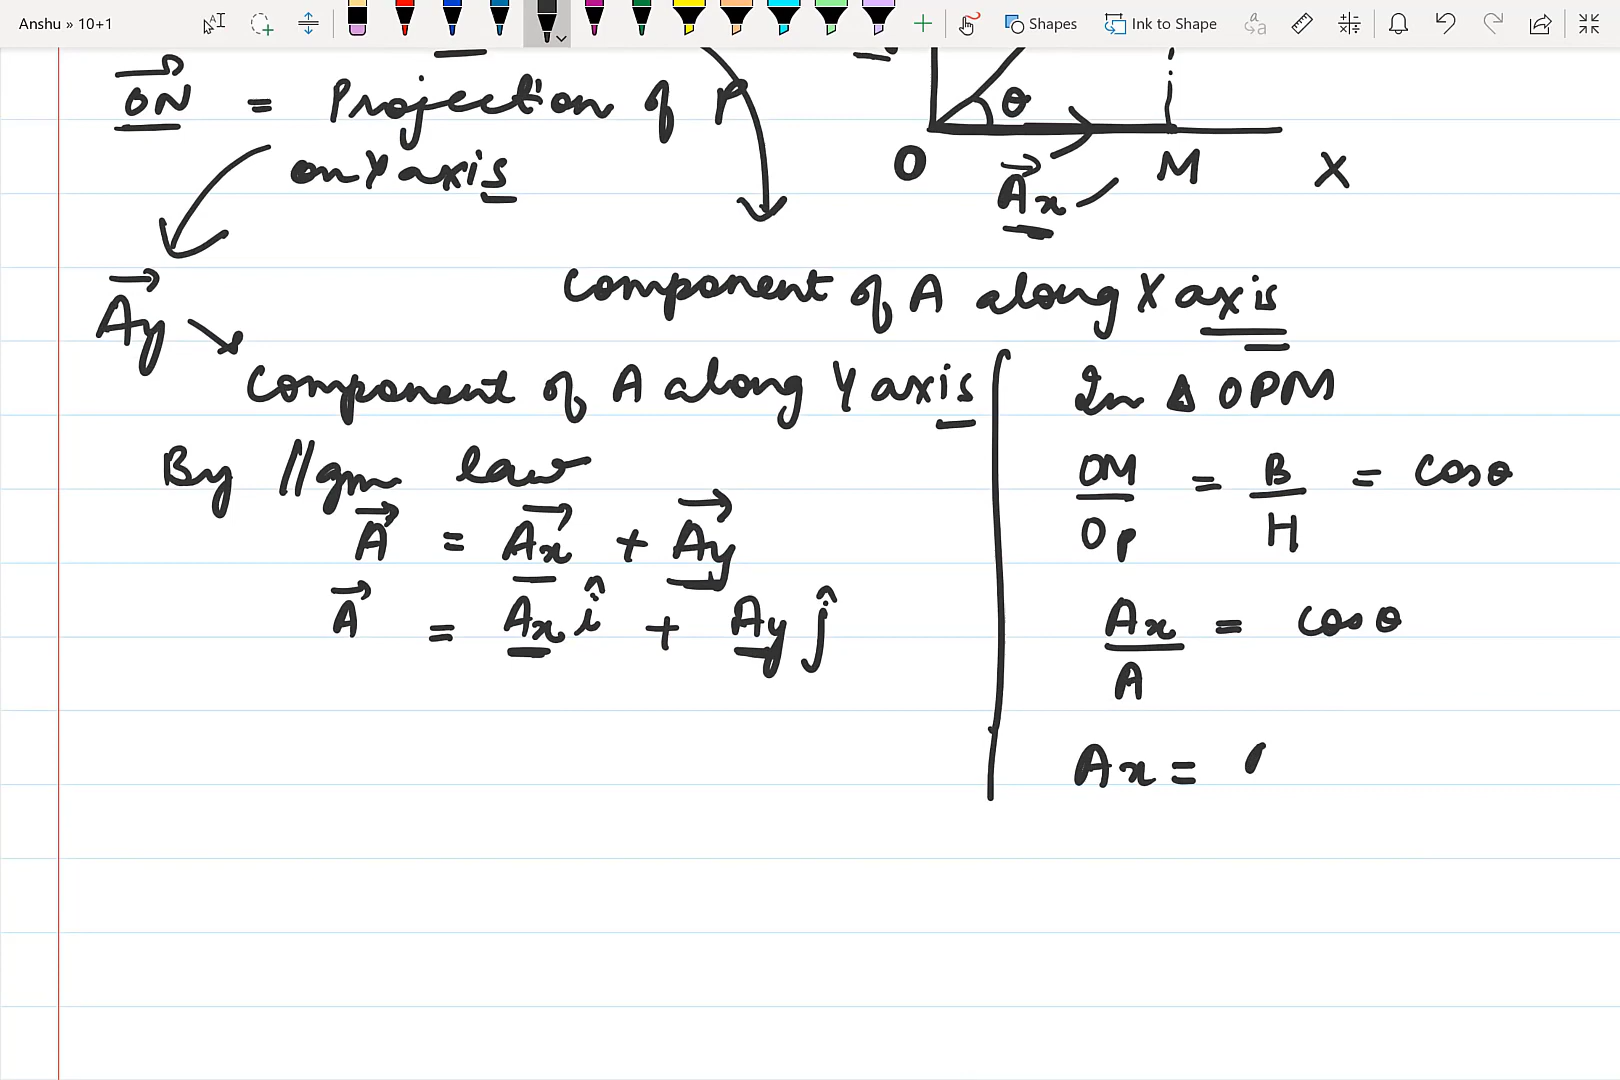 Anshu » 10+1
Shapes
Ink to Shape
ON = Projection of P
on Y axis
θ
O
M
X
Ax
Ay
Component of A along X axis
Component of A along Y axis
By //gm law
A = Ax + Ay
A = Ax î + Ay ĵ
In Δ OPM
OM/OP = B/H = cosθ
Ax/A = cosθ
Ax =